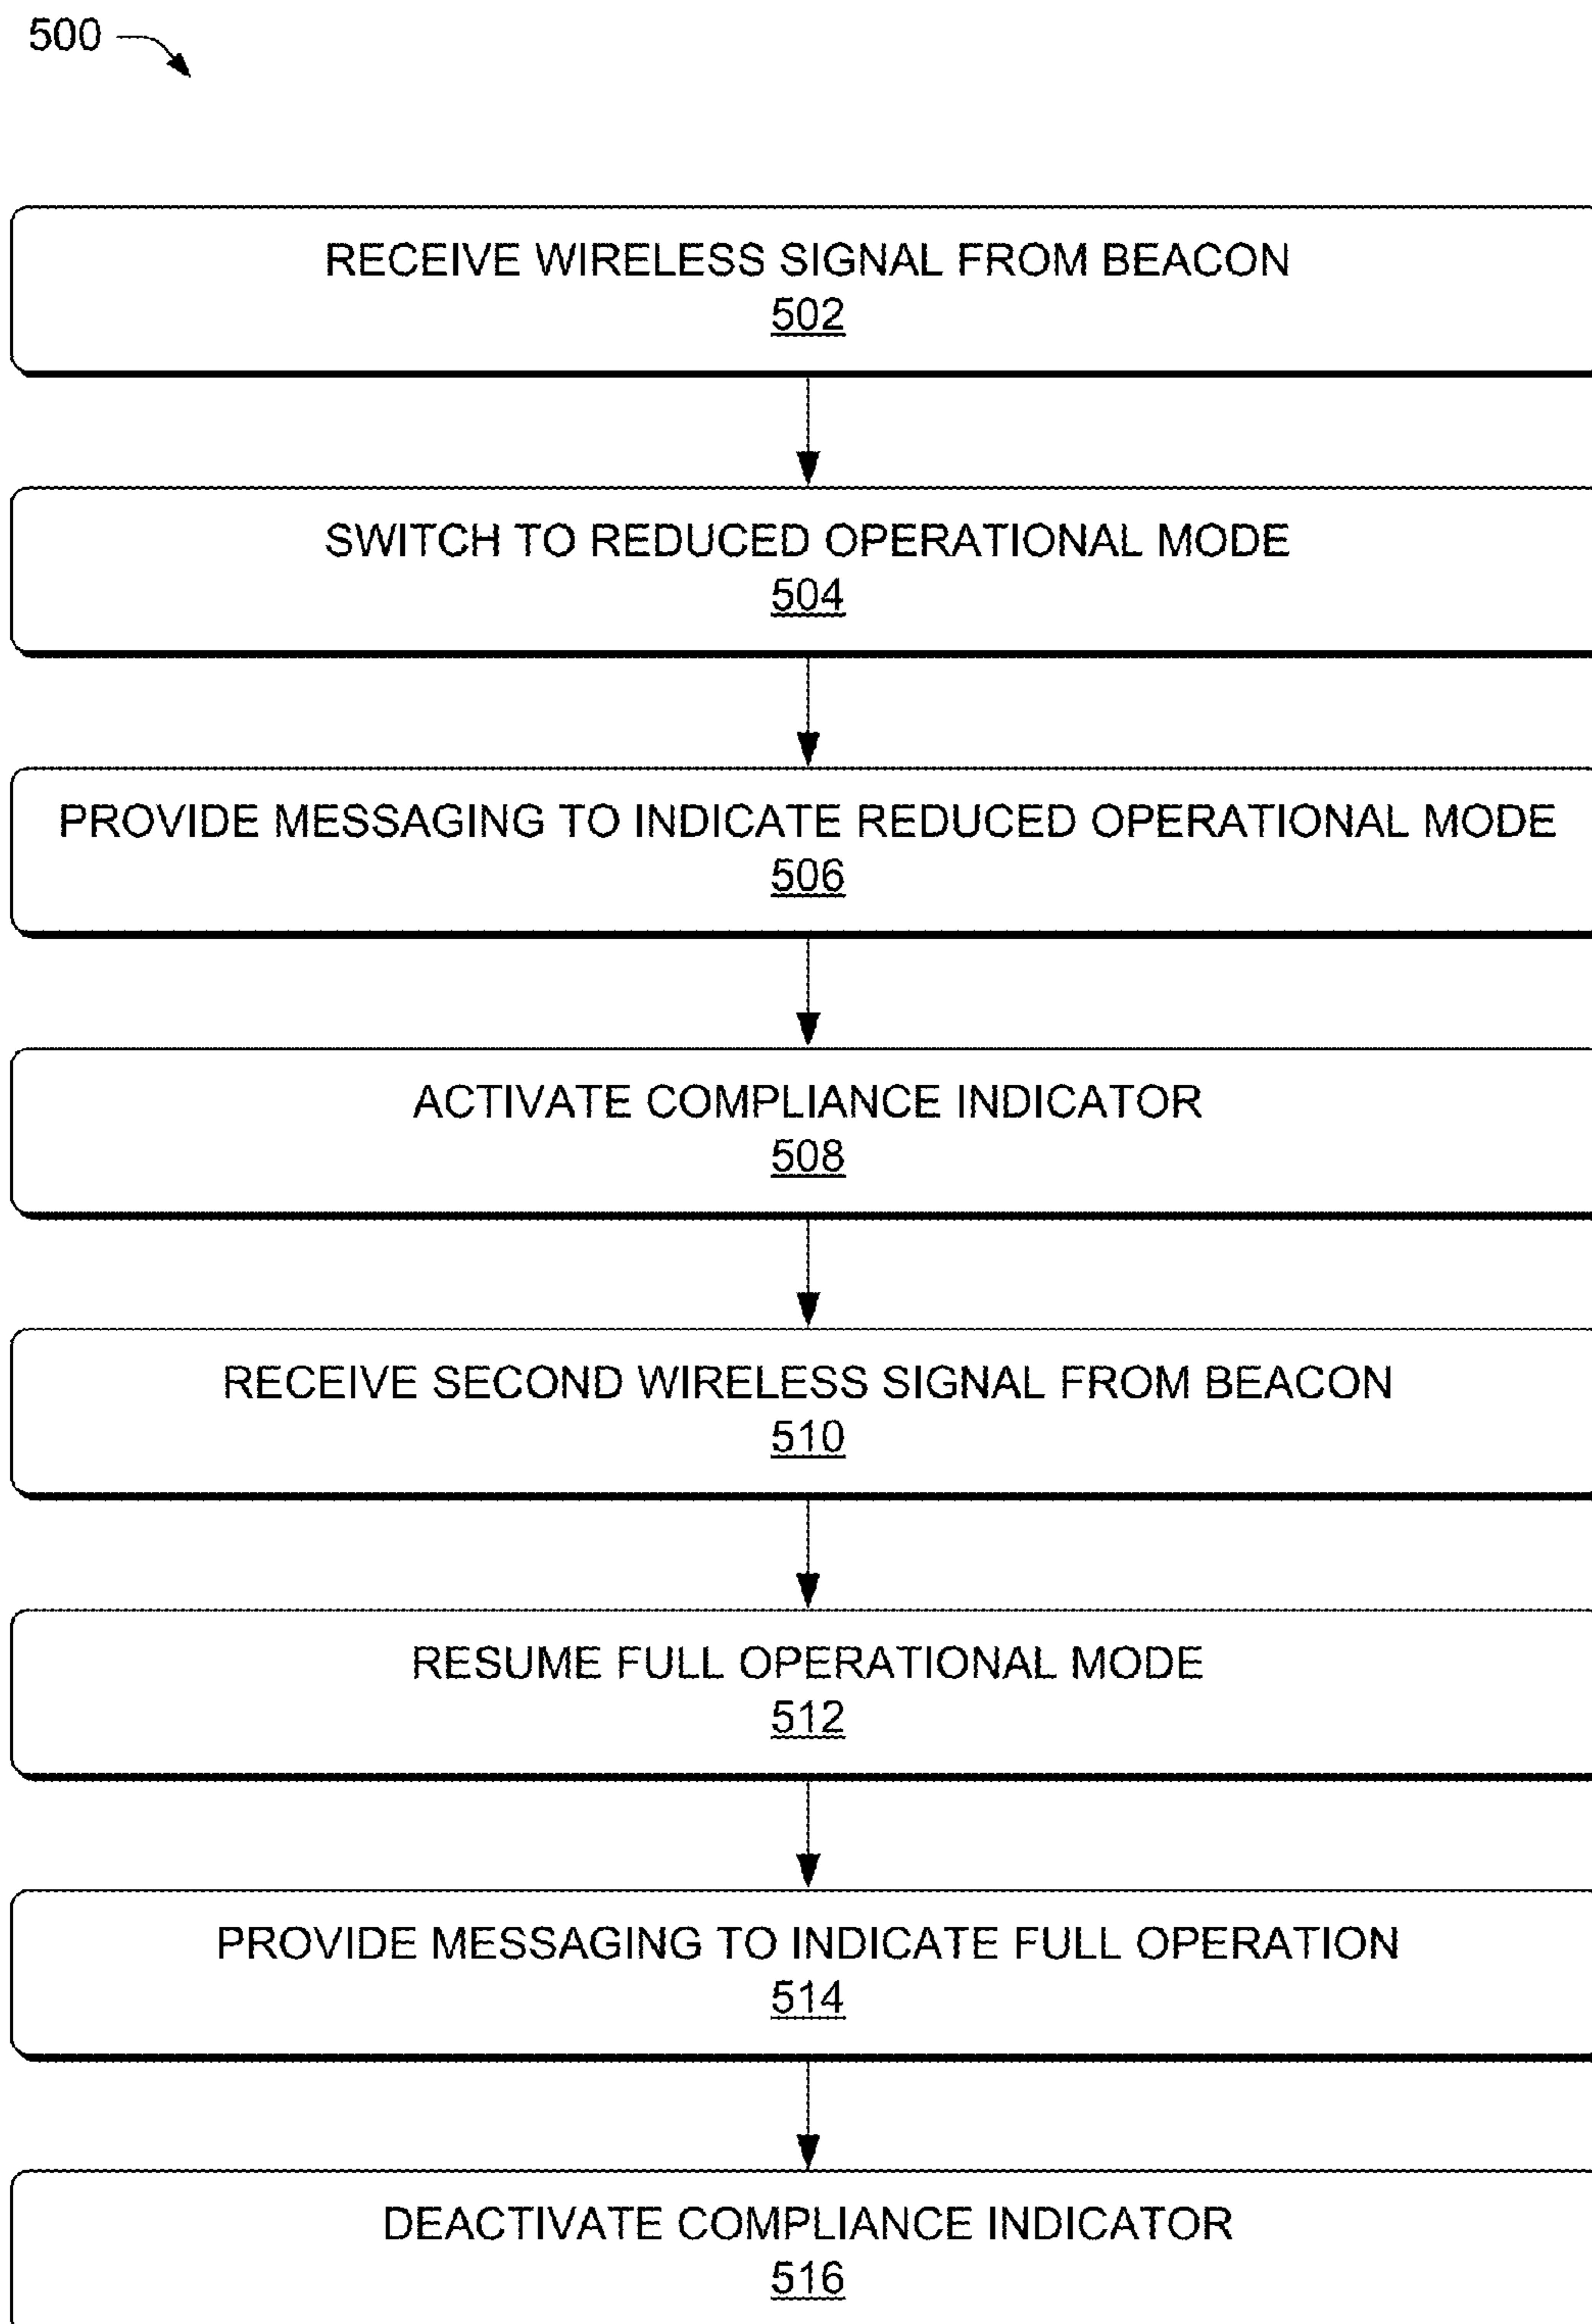 500
RECEIVE WIRELESS SIGNAL FROM BEACON
502
SWITCH TO REDUCED OPERATIONAL MODE
504
PROVIDE MESSAGING TO INDICATE REDUCED OPERATIONAL MODE
506
ACTIVATE COMPLIANCE INDICATOR
508
RECEIVE SECOND WIRELESS SIGNAL FROM BEACON
510
RESUME FULL OPERATIONAL MODE
512
PROVIDE MESSAGING TO INDICATE FULL OPERATION
514
DEACTIVATE COMPLIANCE INDICATOR
516